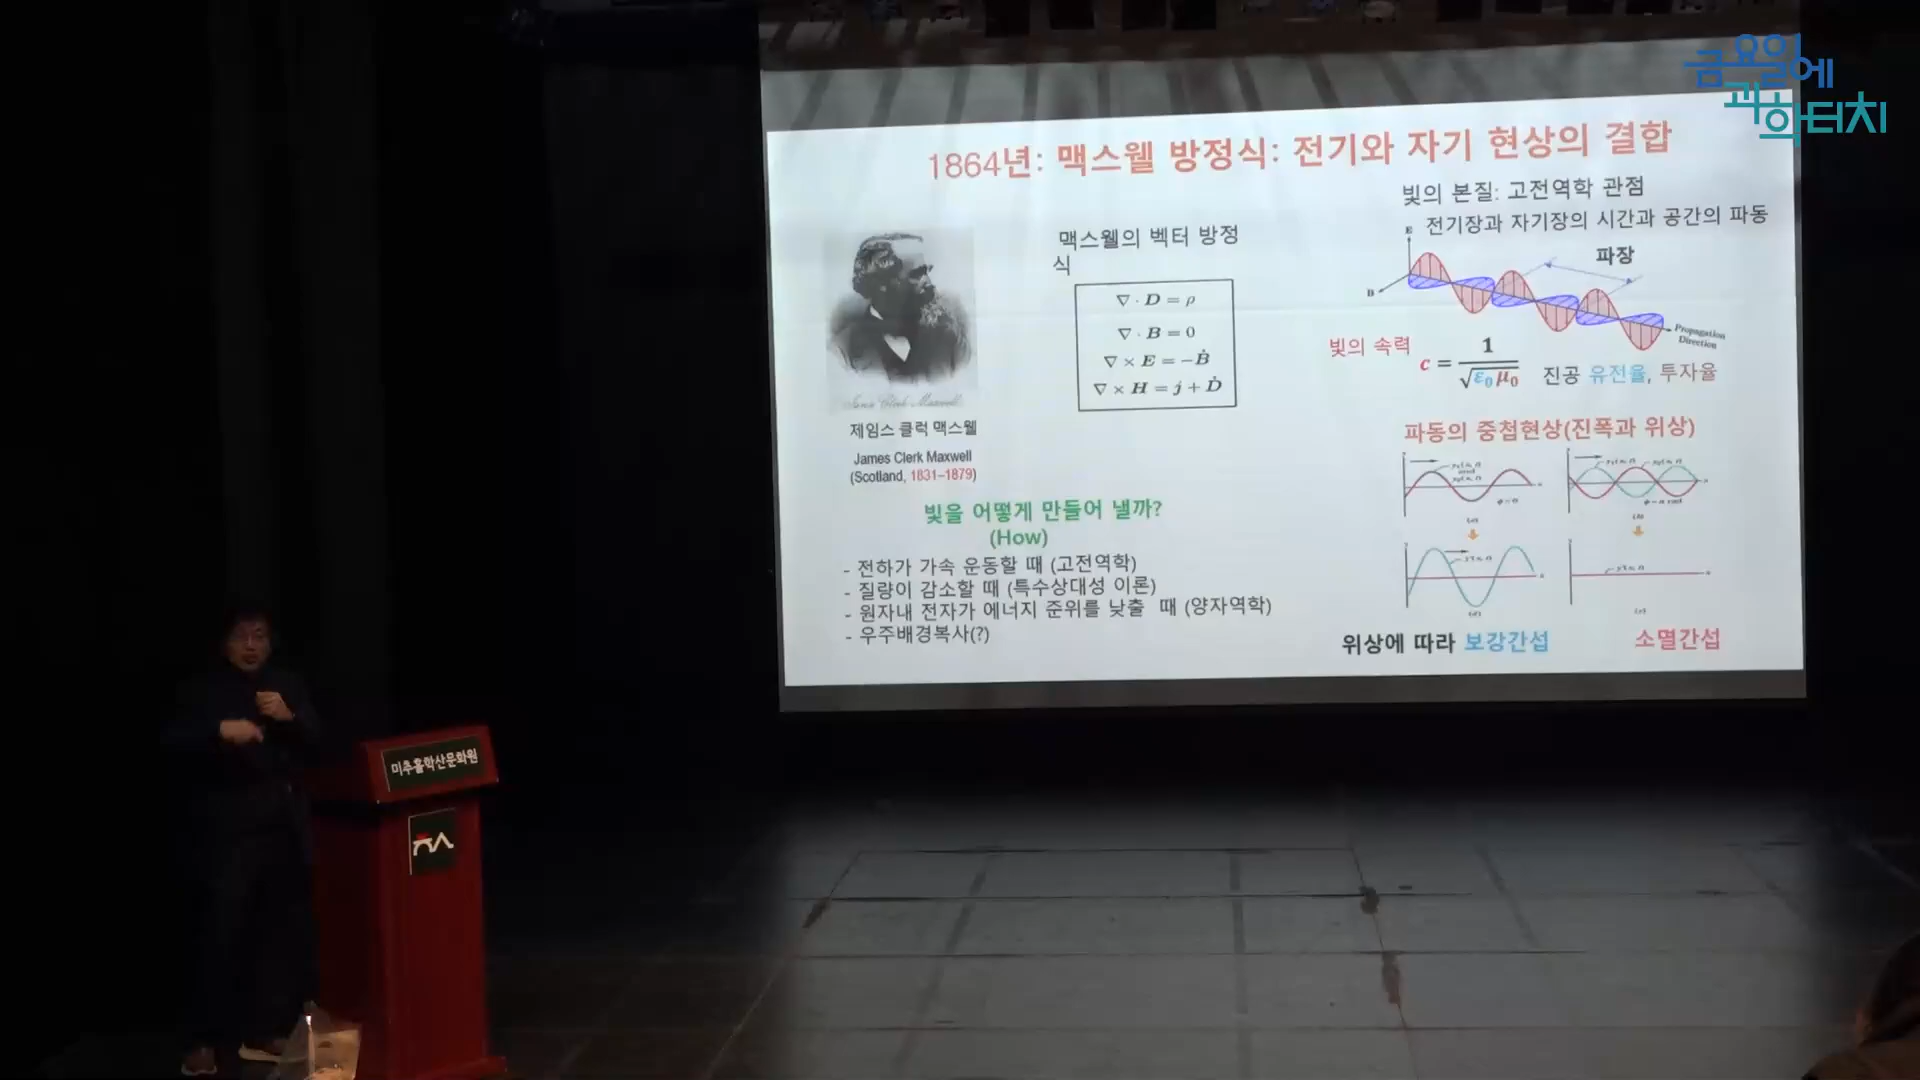 금요일에
과학터치
1864년: 맥스웰 방정식: 전기와 자기 현상의 결합
빛의 본질: 고전역학 관점
전기장과 자기장의 시간과 공간의 파동
맥스웰의 벡터 방정
식
∇ · D = ρ
∇ · B = 0
∇ × E = −Ḃ
∇ × H = j + Ḋ
E
B
파장
Propagation
Direction
빛의 속력 c = 1/√ε₀μ₀ 진공 유전율, 투자율
제임스 클럭 맥스웰
James Clerk Maxwell
(Scotland, 1831–1879)
파동의 중첩현상(진폭과 위상)
빛을 어떻게 만들어 낼까?
(How)
- 전하가 가속 운동할 때 (고전역학)
- 질량이 감소할 때 (특수상대성 이론)
- 원자내 전자가 에너지 준위를 낮출 때 (양자역학)
- 우주배경복사(?)
위상에 따라 보강간섭
소멸간섭
미추홀학산문화원